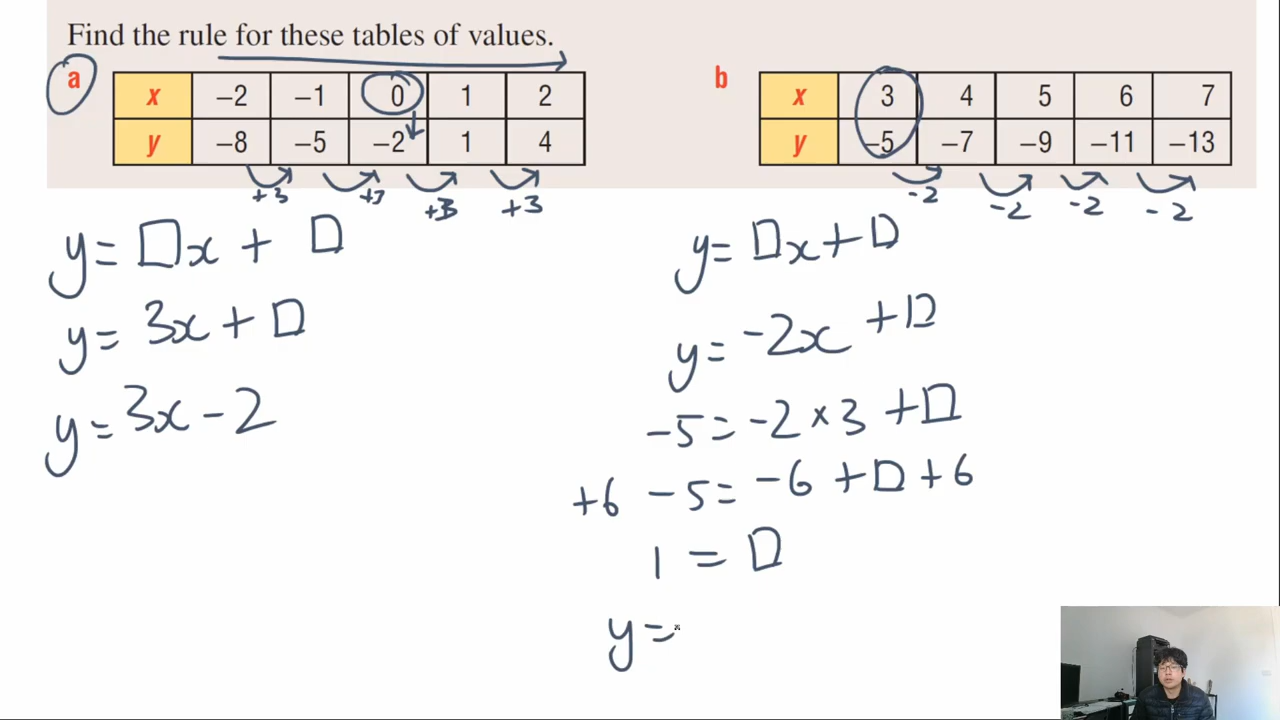 Find the rule for these tables of values.
a
x −2 −1 0 1 2
y −8 −5 −2 1 4
+3 +3 +3 +3
y = □x + □
y = 3x + □
y = 3x - 2
b
x 3 4 5 6 7
y −5 −7 −9 −11 −13
-2 -2 -2 -2
y = □x + □
y = -2x + □
-5 = -2 × 3 + □
+6 -5 = -6 + □ + 6
1 = □
y =